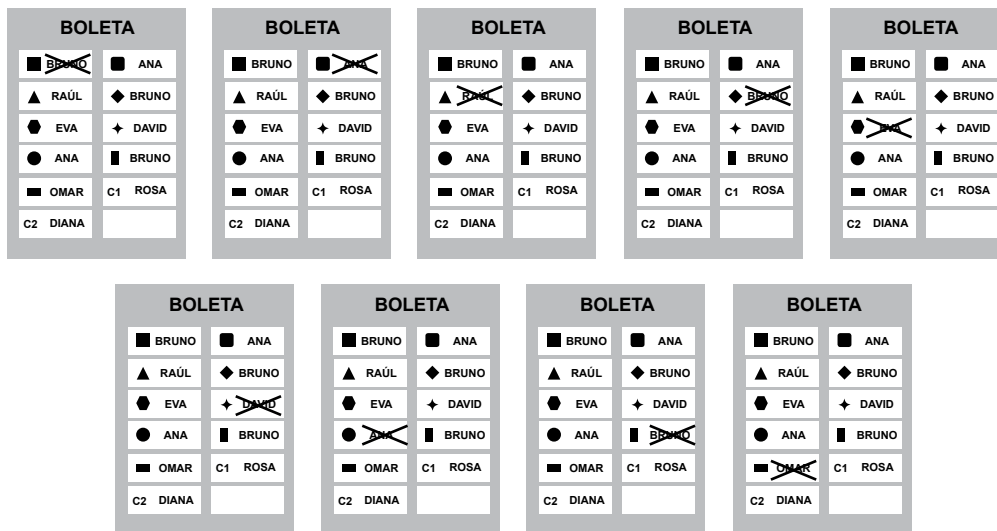 BOLETA BOLETA BOLETA BOLETA BOLETA
BRUNO ANA BRUNO ANA BRUNO ANA BRUNO ANA BRUNO ANA
RAÚL BRUNO RAÚL BRUNO RAÚL BRUNO RAÚL BRUNO RAÚL BRUNO
EVA DAVID EVA DAVID EVA DAVID EVA DAVID EVA DAVID
ANA BRUNO ANA BRUNO ANA BRUNO ANA BRUNO ANA BRUNO
OMAR C1 ROSA OMAR C1 ROSA OMAR C1 ROSA OMAR C1 ROSA OMAR C1 ROSA
C2 DIANA C2 DIANA C2 DIANA C2 DIANA C2 DIANA
BOLETA BOLETA BOLETA BOLETA
BRUNO ANA BRUNO ANA BRUNO ANA BRUNO ANA
RAÚL BRUNO RAÚL BRUNO RAÚL BRUNO RAÚL BRUNO
EVA DAVID EVA DAVID EVA DAVID EVA DAVID
ANA BRUNO ANA BRUNO ANA BRUNO ANA BRUNO
OMAR C1 ROSA OMAR C1 ROSA OMAR C1 ROSA OMAR C1 ROSA
C2 DIANA C2 DIANA C2 DIANA C2 DIANA